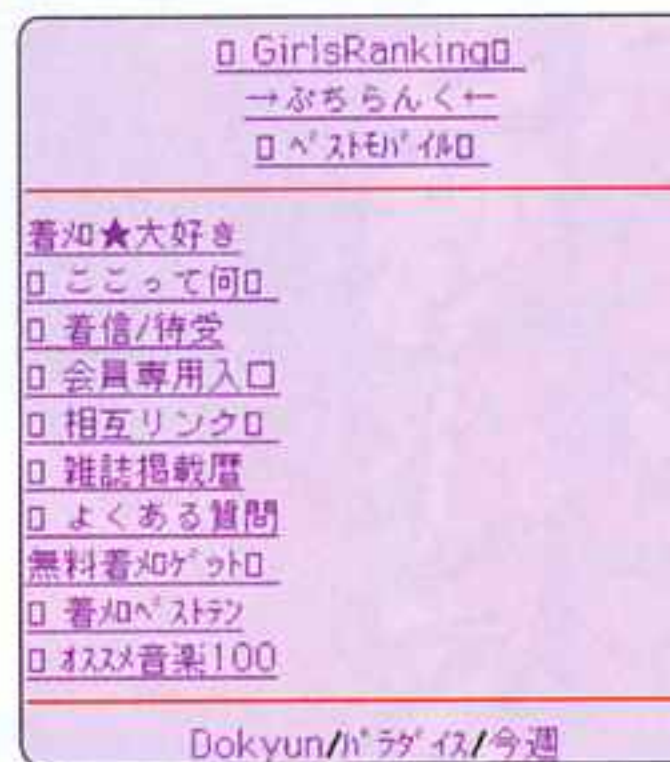 ▯ GirlsRanking▯
→ぷちらんく←
▯ ﾍﾞｽﾄﾓﾊﾞｲﾙ▯
着ﾒﾛ★大好き
▯ ここって何▯
▯ 着信/待受
▯ 会員専用入口
▯ 相互リンク▯
▯ 雑誌掲載暦
▯ よくある質問
無料着ﾒﾛｹﾞｯﾄ▯
▯ 着ﾒﾛﾍﾞｽﾄﾃﾝ
▯ ｵｽｽﾒ音楽100
Dokyun/ﾊﾟﾗﾀﾞｲｽ/今週